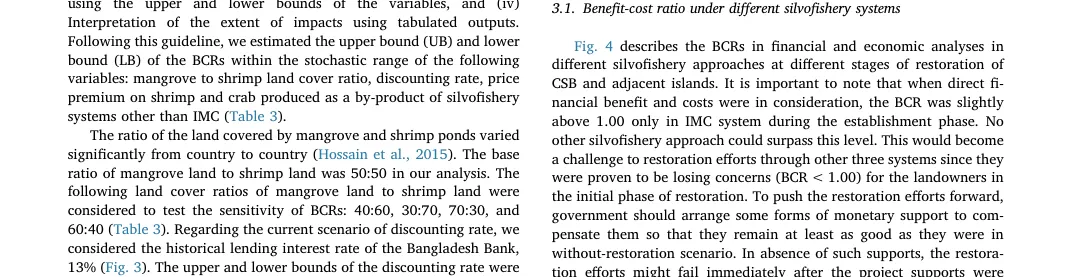 using the upper and lower bounds of the variables, and (iv)
Interpretation of the extent of impacts using tabulated outputs.
Following this guideline, we estimated the upper bound (UB) and lower
bound (LB) of the BCRs within the stochastic range of the following
variables: mangrove to shrimp land cover ratio, discounting rate, price
premium on shrimp and crab produced as a by-product of silvofishery
systems other than IMC (Table 3).
The ratio of the land covered by mangrove and shrimp ponds varied
significantly from country to country (Hossain et al., 2015). The base
ratio of mangrove land to shrimp land was 50:50 in our analysis. The
following land cover ratios of mangrove land to shrimp land were
considered to test the sensitivity of BCRs: 40:60, 30:70, 70:30, and
60:40 (Table 3). Regarding the current scenario of discounting rate, we
considered the historical lending interest rate of the Bangladesh Bank,
13% (Fig. 3). The upper and lower bounds of the discounting rate were
3.1. Benefit-cost ratio under different silvofishery systems
Fig. 4 describes the BCRs in financial and economic analyses in
different silvofishery approaches at different stages of restoration of
CSB and adjacent islands. It is important to note that when direct fi-
nancial benefit and costs were in consideration, the BCR was slightly
above 1.00 only in IMC system during the establishment phase. No
other silvofishery approach could surpass this level. This would become
a challenge to restoration efforts through other three systems since they
were proven to be losing concerns (BCR < 1.00) for the landowners in
the initial phase of restoration. To push the restoration efforts forward,
government should arrange some forms of monetary support to com-
pensate them so that they remain at least as good as they were in
without-restoration scenario. In absence of such supports, the restora-
tion efforts might fail immediately after the project supports were